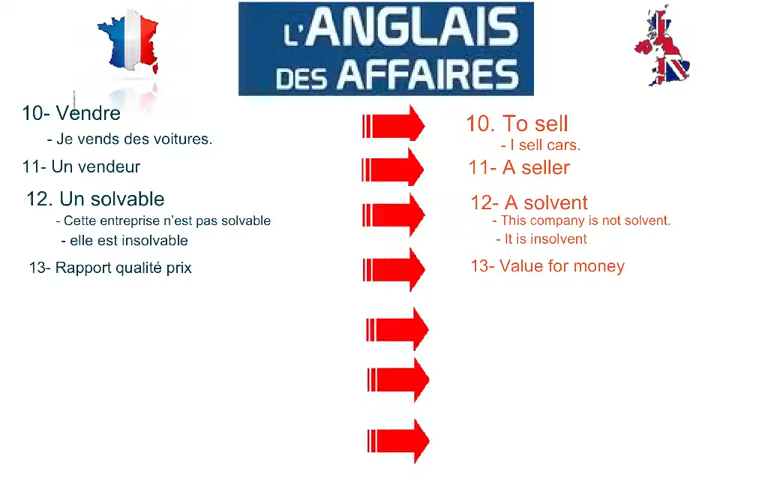 L'ANGLAIS
DES AFFAIRES
10- Vendre
- Je vends des voitures.
11- Un vendeur
12. Un solvable
- Cette entreprise n'est pas solvable
- elle est insolvable
13- Rapport qualité prix
10. To sell
- I sell cars.
11- A seller
12- A solvent
- This company is not solvent.
- It is insolvent
13- Value for money